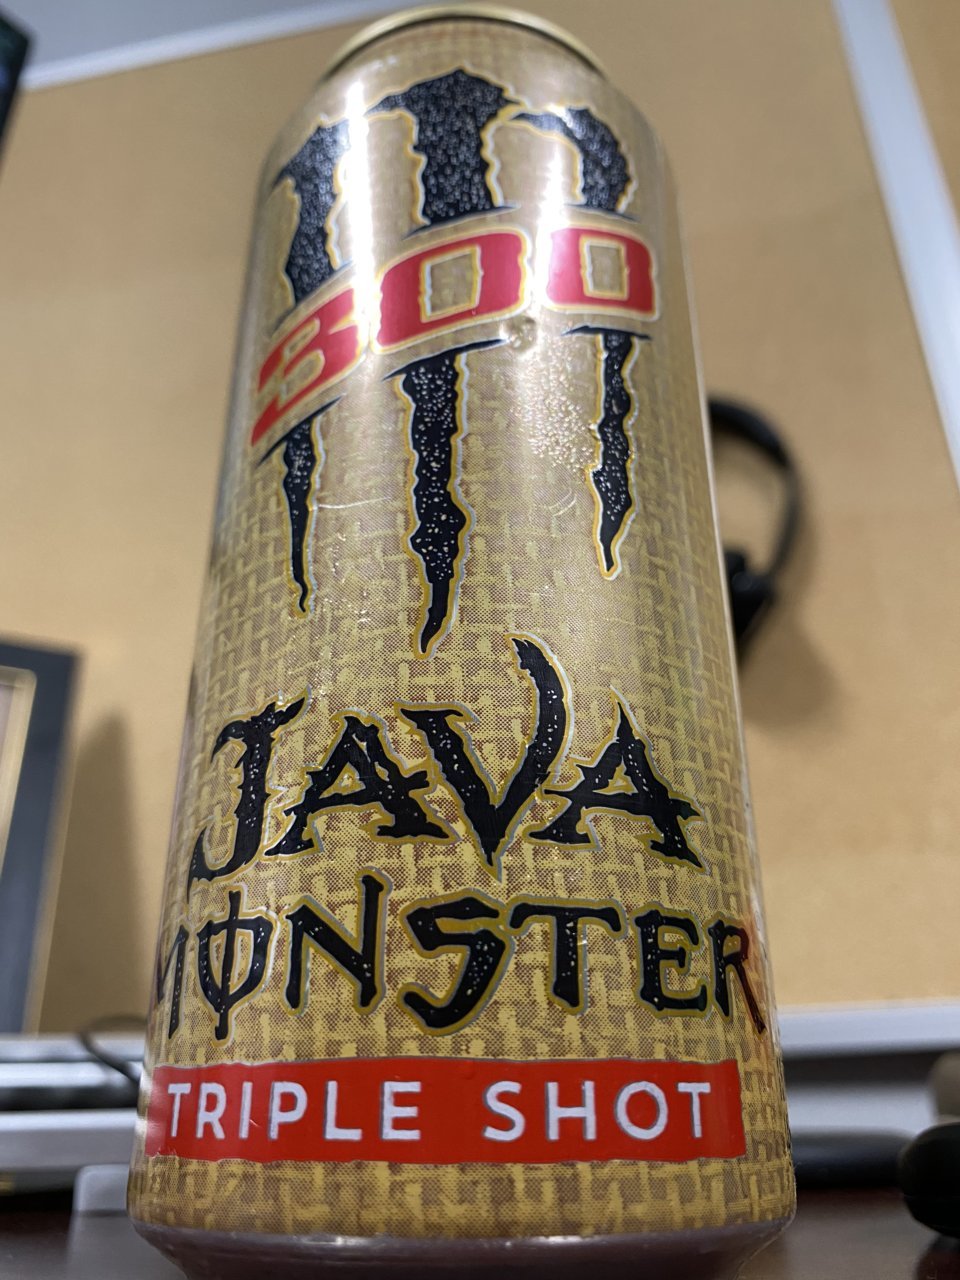 300
JAVA
MONSTER
TRIPLE SHOT